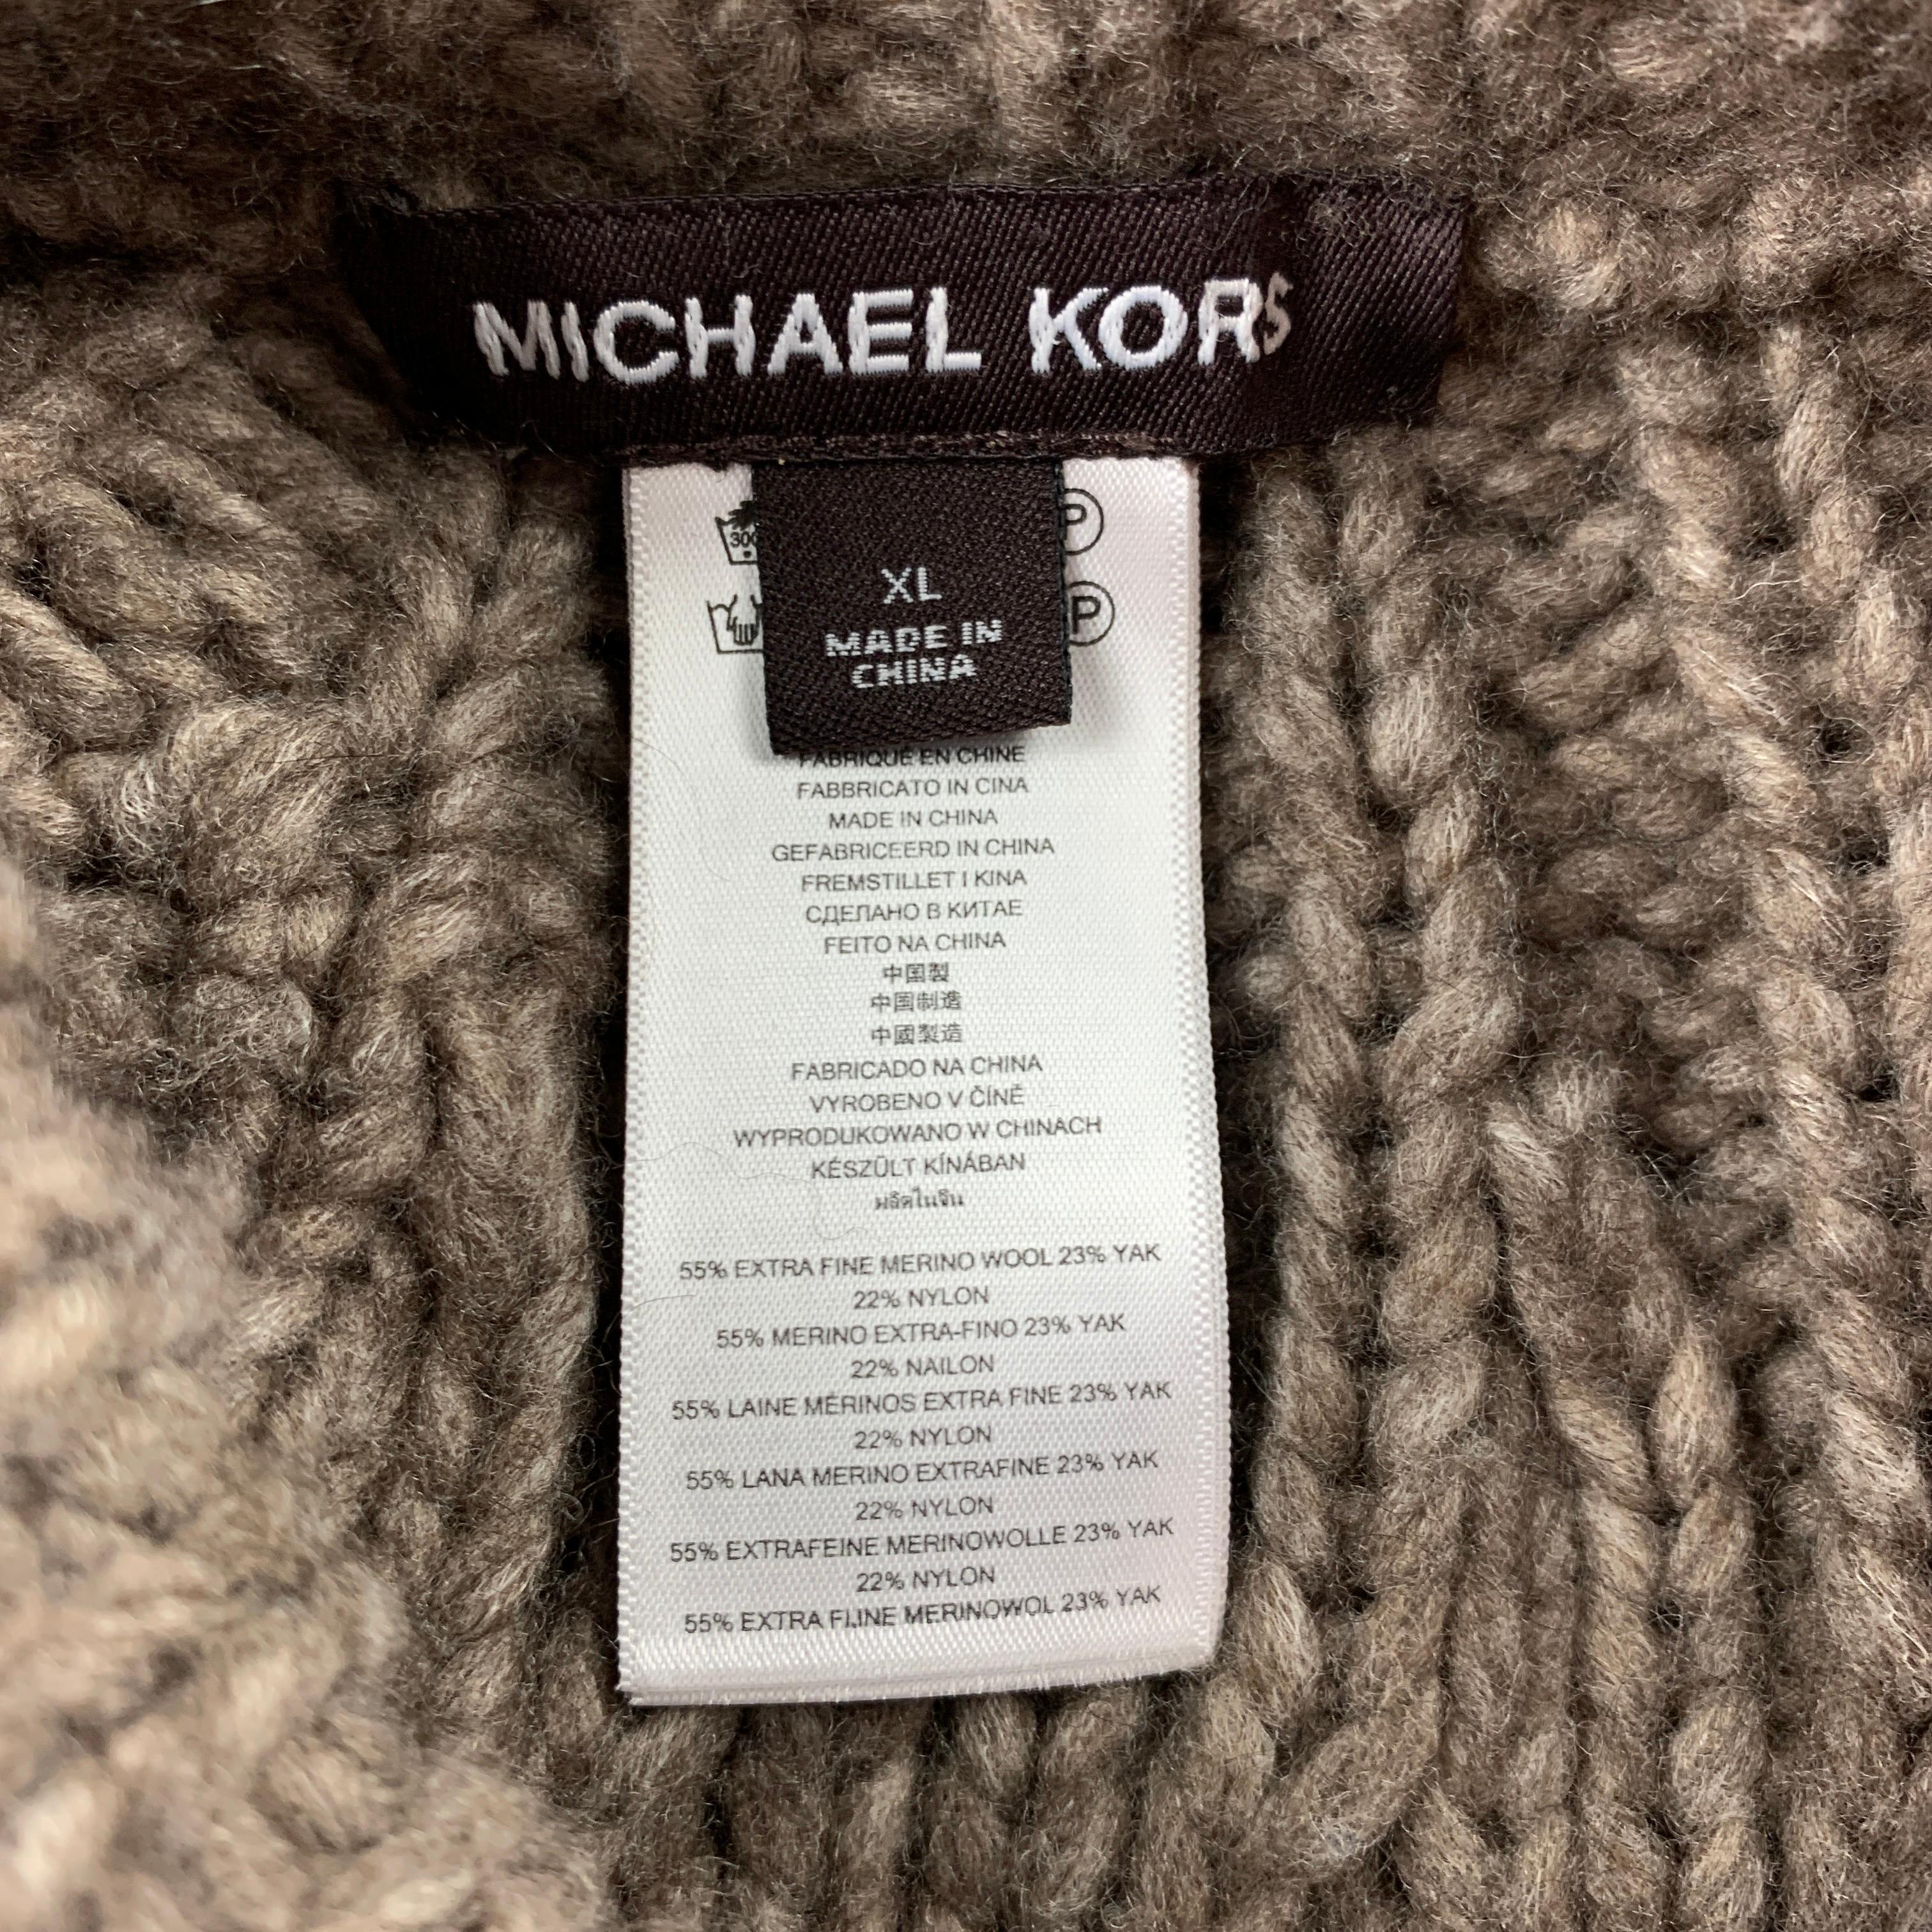 MICHAEL KORS
XL
MADE IN
CHINA
P
P
FABRIQUÉ EN CHINE
FABBRICATO IN CINA
MADE IN CHINA
GEFABRICEERD IN CHINA
FREMSTILLET I KINA
СДЕЛАНО В КИТАЕ
FEITO NA CHINA
中国製
中国制造
中國製造
FABRICADO NA CHINA
VYROBENO V ČÍNĚ
WYPRODUKOWANO W CHINACH
KÉSZÜLT KÍNÁBAN
ผลิตในจีน
55% EXTRA FINE MERINO WOOL 23% YAK
22% NYLON
55% MERINO EXTRA-FINO 23% YAK
22% NAILON
55% LAINE MÉRINOS EXTRA FINE 23% YAK
22% NYLON
55% LANA MERINO EXTRAFINE 23% YAK
22% NYLON
55% EXTRAFEINE MERINOWOLLE 23% YAK
22% NYLON
55% EXTRA FIJNE MERINOWOL 23% YAK